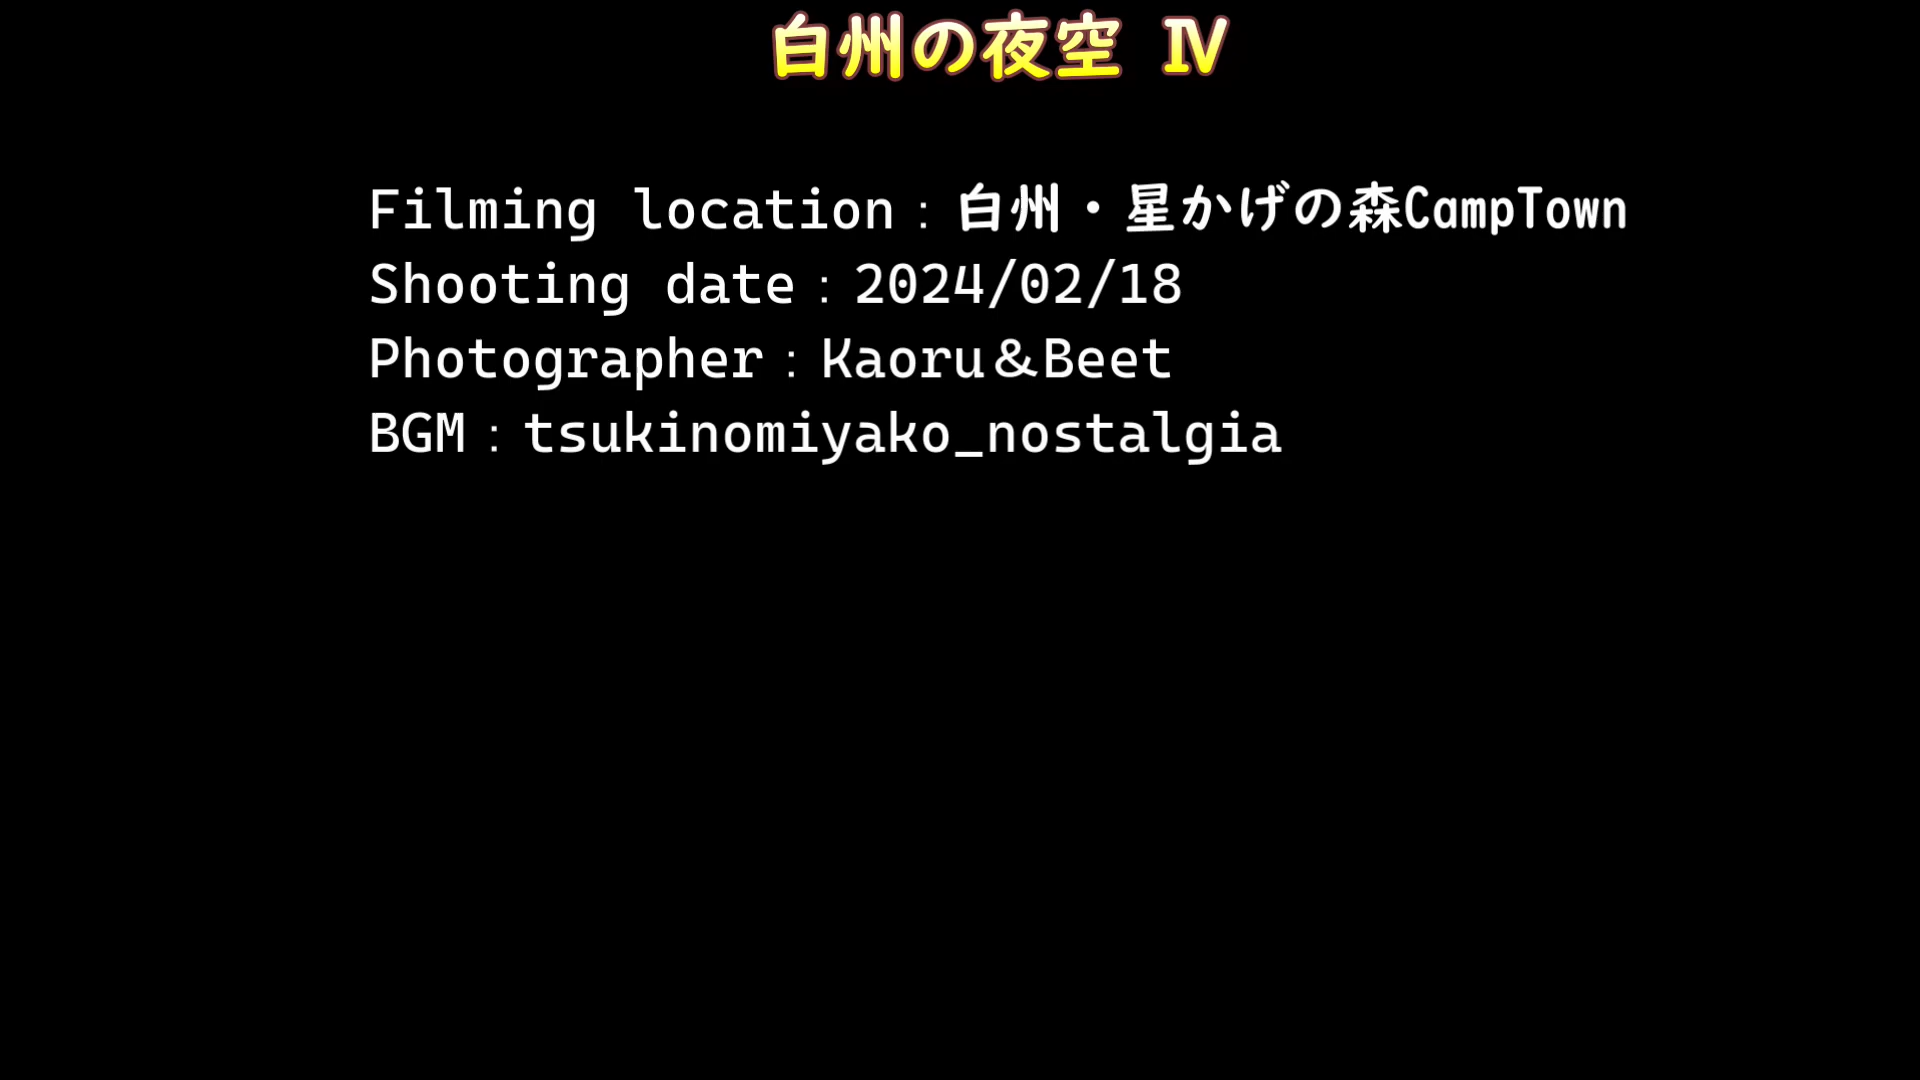 白州の夜空 Ⅳ
Filming location：白州・星かげの森CampTown
Shooting date：2024/02/18
Photographer：Kaoru＆Beet
BGM：tsukinomiyako_nostalgia